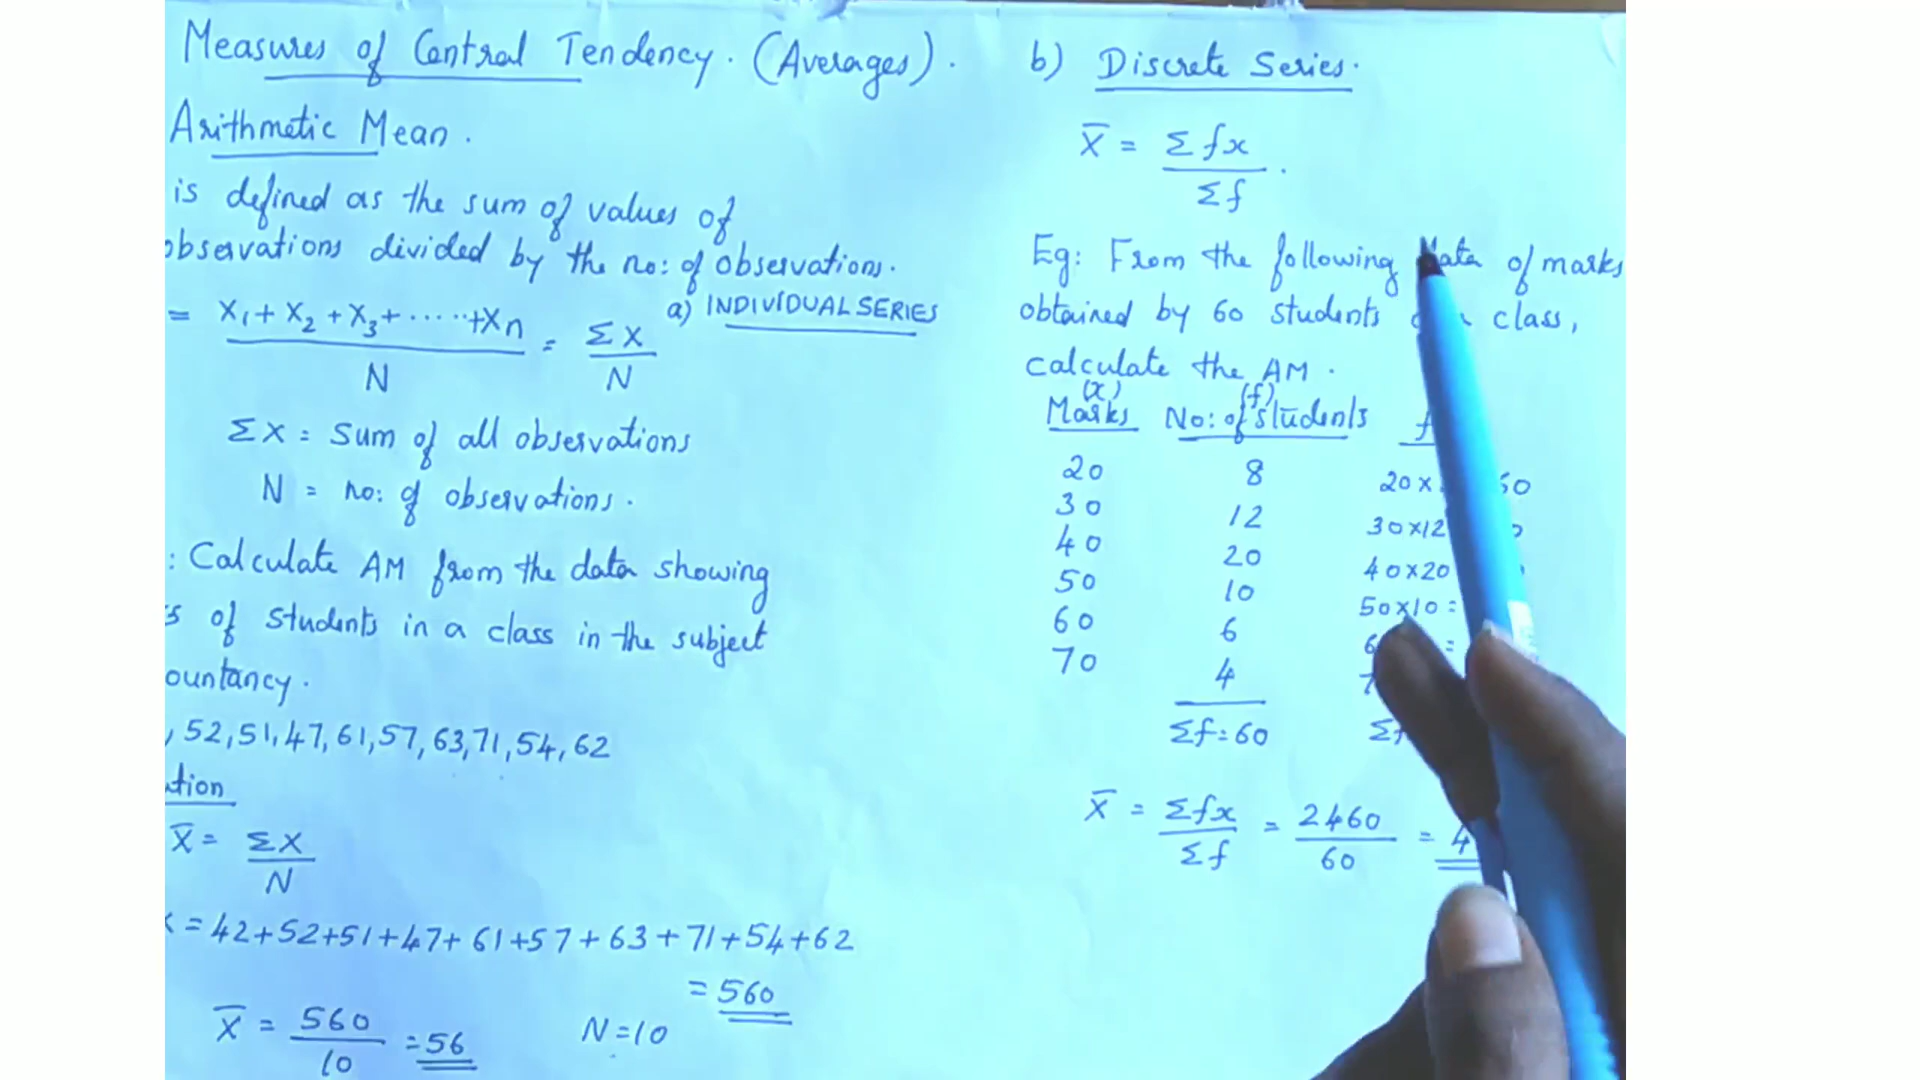 Measures of Central Tendency. (Averages).
Arithmetic Mean.
is defined as the sum of values of
observations divided by the no: of observations.
a) INDIVIDUAL SERIES
= X₁+X₂+X₃+.....+Xn / N = ΣX / N
ΣX = Sum of all observations
N = no: of observations.
: Calculate AM from the data showing
s of students in a class in the subject
ountancy.
, 52, 51, 47, 61, 57, 63, 71, 54, 62
ation
X̄ = ΣX / N
= 42+52+51+47+61+57+63+71+54+62
= 560
X̄ = 560 / 10 = 56 N = 10
b) Discrete Series.
X̄ = Σfx / Σf.
Eg: From the following data of marks
obtained by 60 students class,
calculate the AM.
(x) (f)
Marks No: of students f
20 8 20x
30 12 30x12
40 20 40x20
50 10 50x10=
60 6 6 =
70 4 7
Σf=60 Σf
X̄ = Σfx / Σf = 2460 / 60 = 4